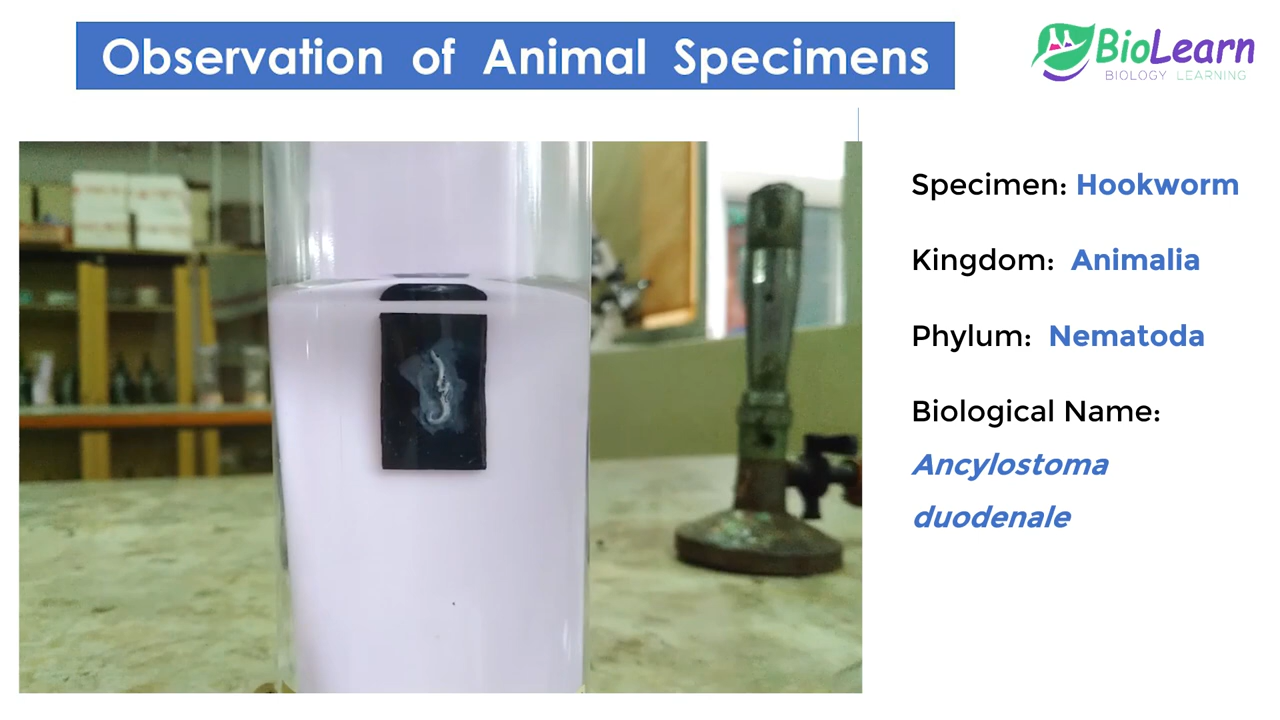 Observation of Animal Specimens
BioLearn
BIOLOGY LEARNING
Specimen: Hookworm
Kingdom: Animalia
Phylum: Nematoda
Biological Name:
Ancylostoma
duodenale